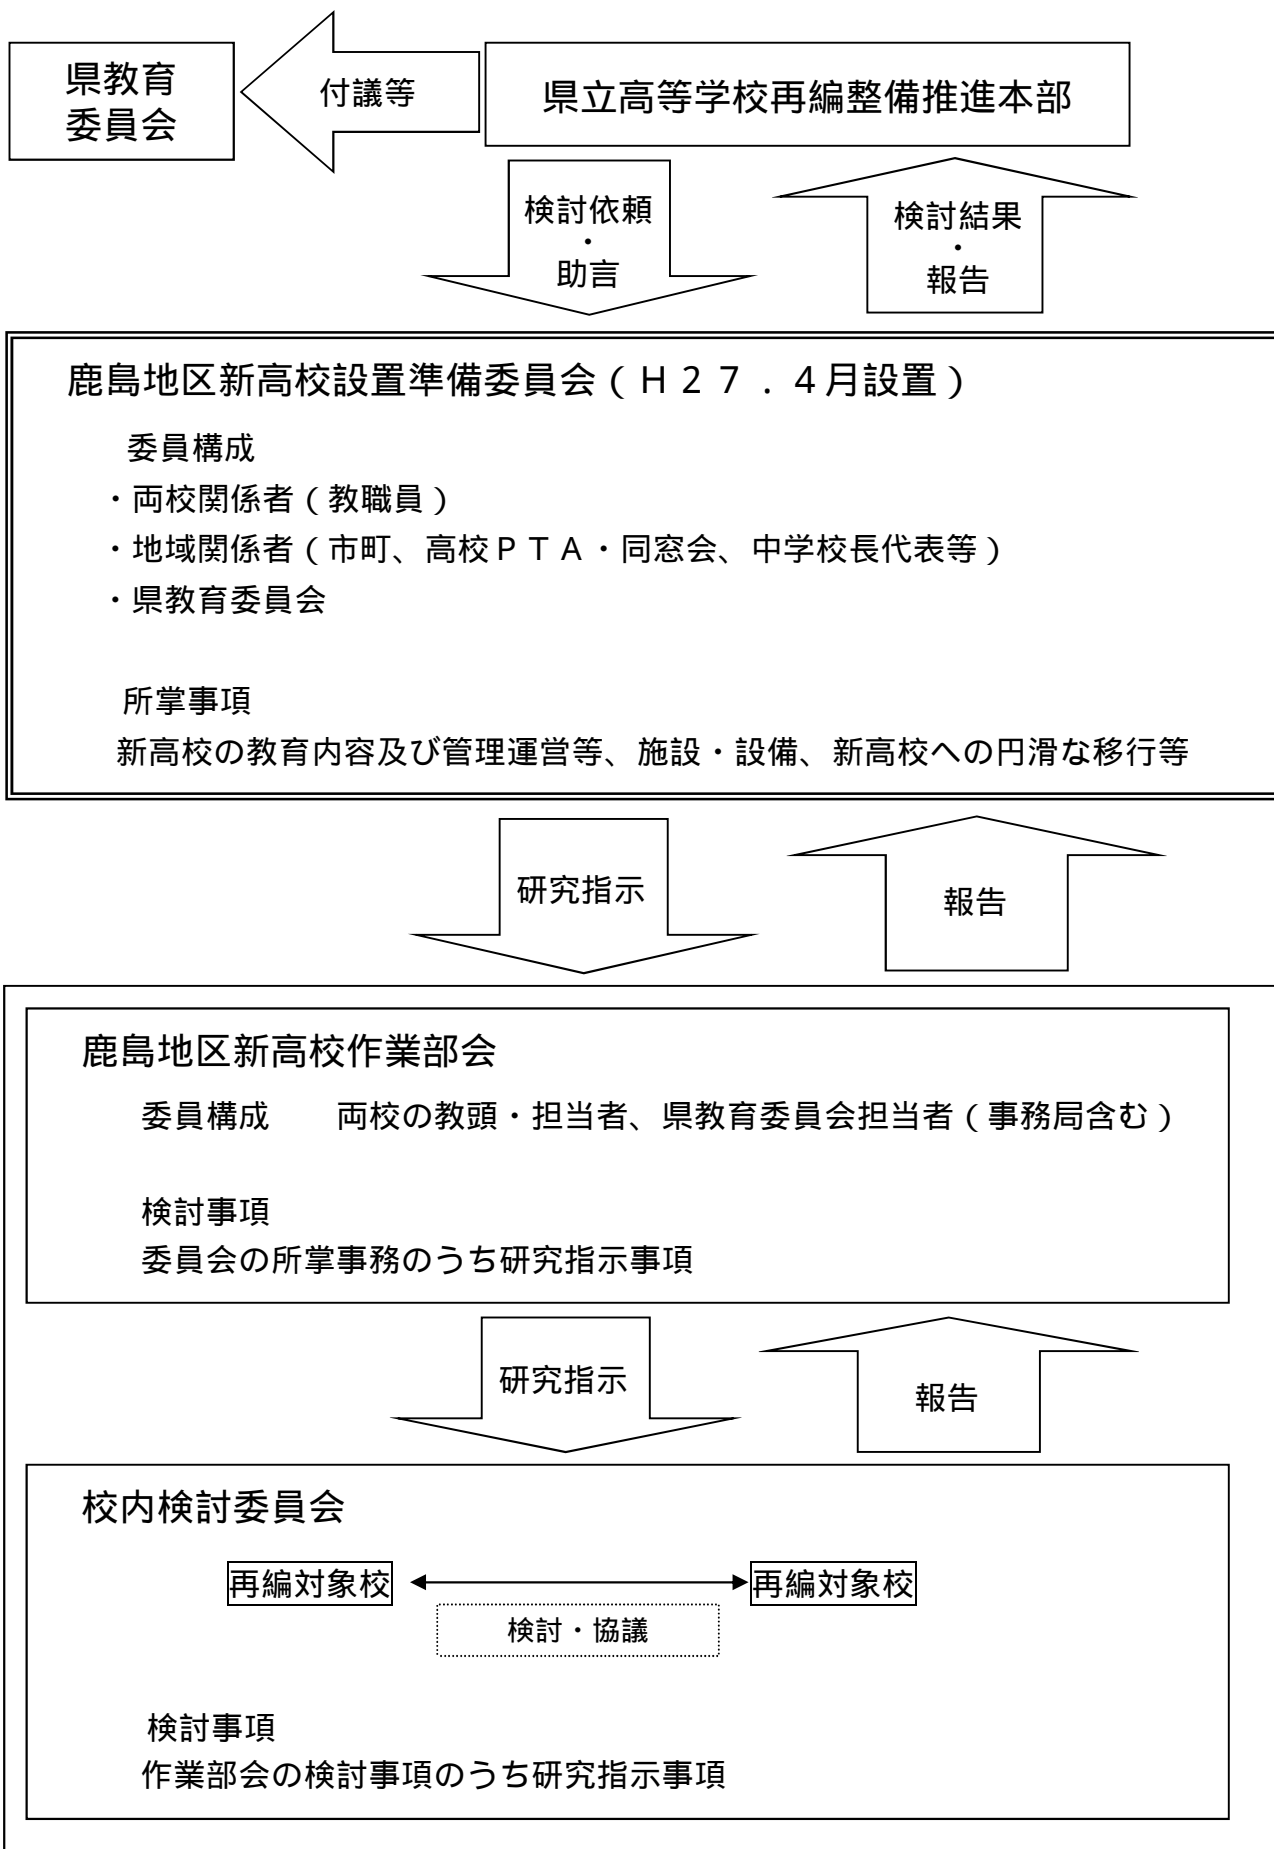 県教育
委員会
付議等
県立高等学校再編整備推進本部
検討依頼
・
助言
検討結果
・
報告
鹿島地区新高校設置準備委員会（Ｈ２７．４月設置）
委員構成
・両校関係者（教職員）
・地域関係者（市町、高校ＰＴＡ・同窓会、中学校長代表等）
・県教育委員会
所掌事項
新高校の教育内容及び管理運営等、施設・設備、新高校への円滑な移行等
研究指示
報告
鹿島地区新高校作業部会
委員構成　　両校の教頭・担当者、県教育委員会担当者（事務局含む）
検討事項
委員会の所掌事務のうち研究指示事項
研究指示
報告
校内検討委員会
再編対象校
再編対象校
検討・協議
検討事項
作業部会の検討事項のうち研究指示事項